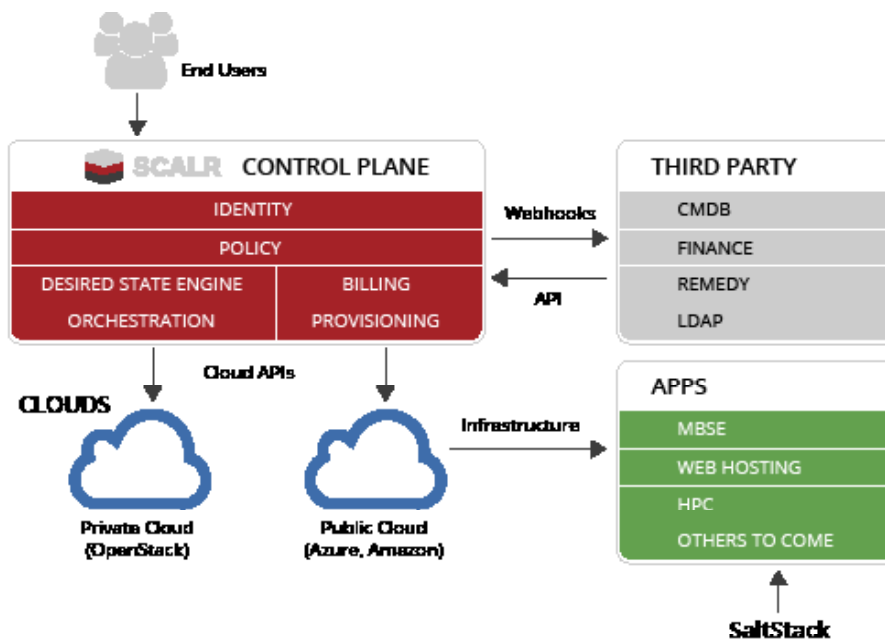 End Users
SCALR CONTROL PLANE
IDENTITY
POLICY
DESIRED STATE ENGINE
BILLING
ORCHESTRATION
PROVISIONING
Webhooks
API
THIRD PARTY
CMDB
FINANCE
REMEDY
LDAP
Cloud APIs
CLOUDS
Private Cloud
(OpenStack)
Public Cloud
(Azure, Amazon)
Infrastructure
APPS
MBSE
WEB HOSTING
HPC
OTHERS TO COME
SaltStack